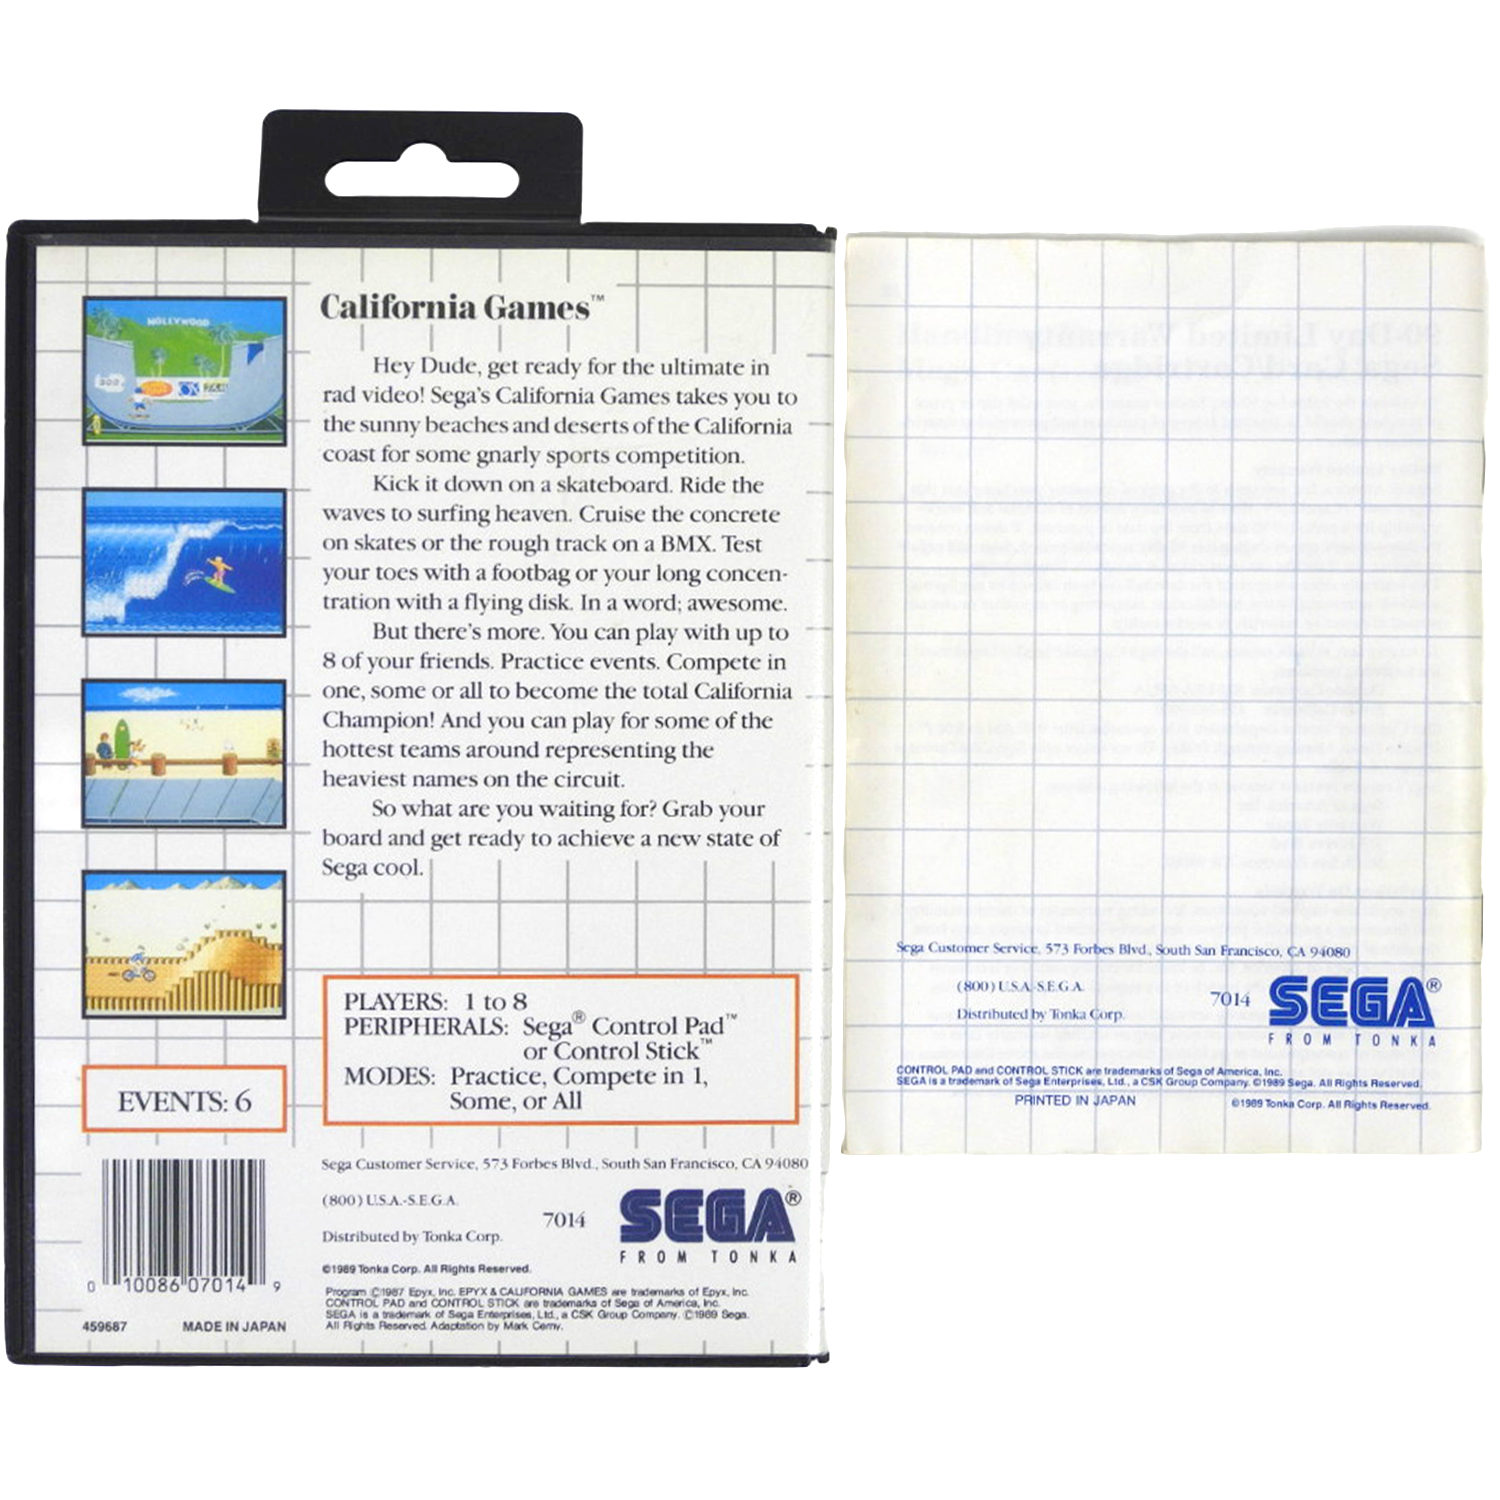 HOLLYWOOD
California Games™
Hey Dude, get ready for the ultimate in
rad video! Sega's California Games takes you to
the sunny beaches and deserts of the California
coast for some gnarly sports competition.
Kick it down on a skateboard. Ride the
waves to surfing heaven. Cruise the concrete
on skates or the rough track on a BMX. Test
your toes with a footbag or your long concen-
tration with a flying disk. In a word; awesome.
But there's more. You can play with up to
8 of your friends. Practice events. Compete in
one, some or all to become the total California
Champion! And you can play for some of the
hottest teams around representing the
heaviest names on the circuit.
So what are you waiting for? Grab your
board and get ready to achieve a new state of
Sega cool.
PLAYERS: 1 to 8
PERIPHERALS: Sega® Control Pad™
or Control Stick™
MODES: Practice, Compete in 1,
Some, or All
EVENTS: 6
Sega Customer Service, 573 Forbes Blvd., South San Francisco, CA 94080
(800) U.S.A.-S.E.G.A.
7014
SEGA®
FROM TONKA
Distributed by Tonka Corp.
©1989 Tonka Corp. All Rights Reserved.
Program ©1987 Epyx, Inc. EPYX & CALIFORNIA GAMES are trademarks of Epyx, Inc.
CONTROL PAD and CONTROL STICK are trademarks of Sega of America, Inc.
SEGA is a trademark of Sega Enterprises, Ltd., a CSK Group Company. ©1989 Sega.
All Rights Reserved. Adaptation by Mark Cerny.
0 10086 07014 9
459687 MADE IN JAPAN
Sega Customer Service, 573 Forbes Blvd., South San Francisco, CA 94080
(800) U.S.A.-S.E.G.A.
Distributed by Tonka Corp.
7014
SEGA®
FROM TONKA
CONTROL PAD and CONTROL STICK are trademarks of Sega of America, Inc.
SEGA is a trademark of Sega Enterprises, Ltd., a CSK Group Company. ©1989 Sega. All Rights Reserved.
PRINTED IN JAPAN
©1989 Tonka Corp. All Rights Reserved.